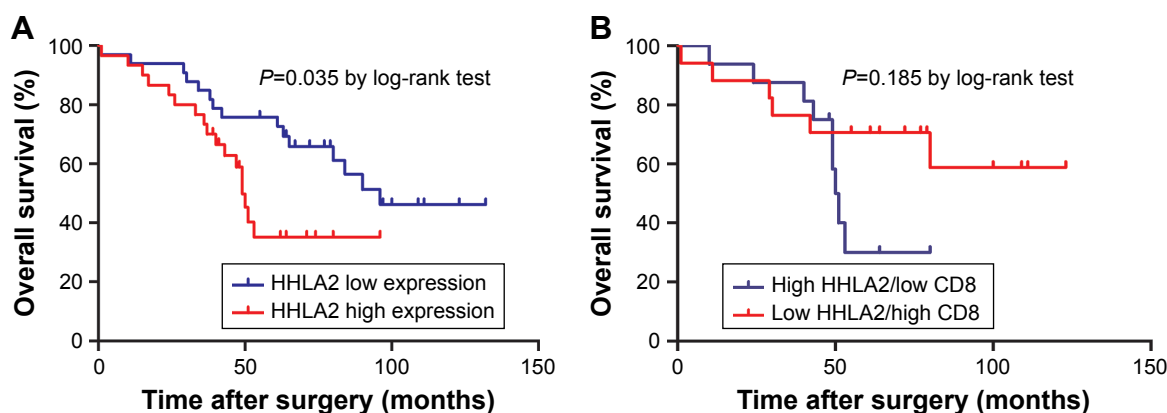 A
Overall survival (%)
100
80
60
40
20
0
P=0.035 by log-rank test
HHLA2 low expression
HHLA2 high expression
0
50
100
150
Time after surgery (months)
B
Overall survival (%)
100
80
60
40
20
0
P=0.185 by log-rank test
High HHLA2/low CD8
Low HHLA2/high CD8
0
50
100
150
Time after surgery (months)